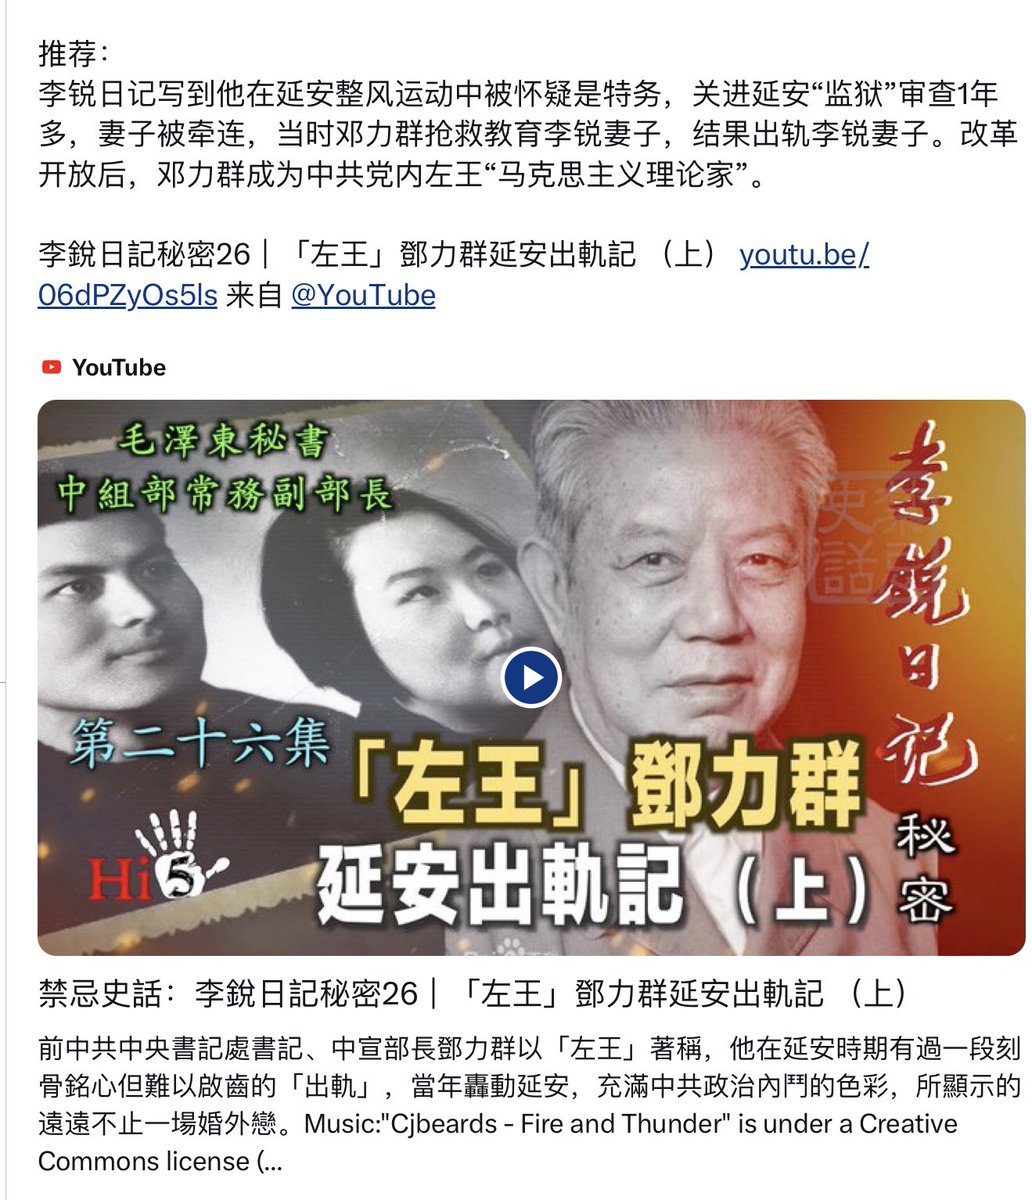 推荐：
李锐日记写到他在延安整风运动中被怀疑是特务，关进延安“监狱”审查1年
多，妻子被牵连，当时邓力群抢救教育李锐妻子，结果出轨李锐妻子。改革
开放后，邓力群成为中共党内左王“马克思主义理论家”。
李銳日記秘密26｜「左王」鄧力群延安出軌記 （上） youtu.be/
06dPZyOs5ls 来自 @YouTube
YouTube
毛澤東秘書
中組部常務副部長
李銳日記
秘密
第二十六集
「左王」鄧力群
Hi5
延安出軌記（上）
禁忌史話：李銳日記秘密26｜「左王」鄧力群延安出軌記 （上）
前中共中央書記處書記、中宣部長鄧力群以「左王」著稱，他在延安時期有過一段刻
骨銘心但難以啟齒的「出軌」，當年轟動延安，充滿中共政治內鬥的色彩，所顯示的
遠遠不止一場婚外戀。Music:"Cjbeards - Fire and Thunder" is under a Creative
Commons license (...